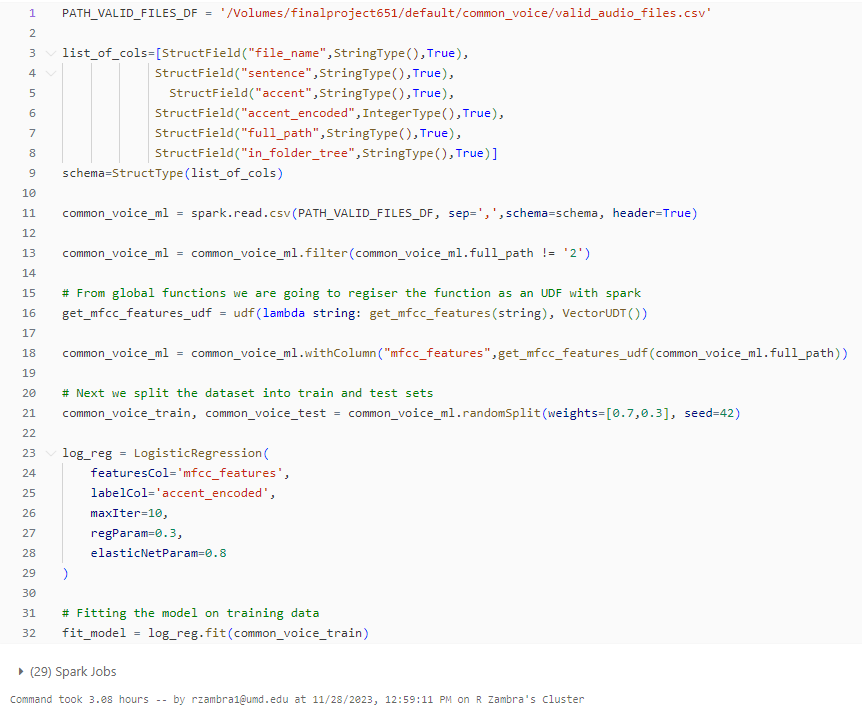 1 PATH_VALID_FILES_DF = '/Volumes/finalproject651/default/common_voice/valid_audio_files.csv'
2
3 list_of_cols=[StructField("file_name",StringType(),True),
4 StructField("sentence",StringType(),True),
5 StructField("accent",StringType(),True),
6 StructField("accent_encoded",IntegerType(),True),
7 StructField("full_path",StringType(),True),
8 StructField("in_folder_tree",StringType(),True)]
9 schema=StructType(list_of_cols)
10
11 common_voice_ml = spark.read.csv(PATH_VALID_FILES_DF, sep=',',schema=schema, header=True)
12
13 common_voice_ml = common_voice_ml.filter(common_voice_ml.full_path != '2')
14
15 # From global functions we are going to regiser the function as an UDF with spark
16 get_mfcc_features_udf = udf(lambda string: get_mfcc_features(string), VectorUDT())
17
18 common_voice_ml = common_voice_ml.withColumn("mfcc_features",get_mfcc_features_udf(common_voice_ml.full_path))
19
20 # Next we split the dataset into train and test sets
21 common_voice_train, common_voice_test = common_voice_ml.randomSplit(weights=[0.7,0.3], seed=42)
22
23 log_reg = LogisticRegression(
24 featuresCol='mfcc_features',
25 labelCol='accent_encoded',
26 maxIter=10,
27 regParam=0.3,
28 elasticNetParam=0.8
29 )
30
31 # Fitting the model on training data
32 fit_model = log_reg.fit(common_voice_train)
(29) Spark Jobs
Command took 3.08 hours -- by rzambra1@umd.edu at 11/28/2023, 12:59:11 PM on R Zambra's Cluster